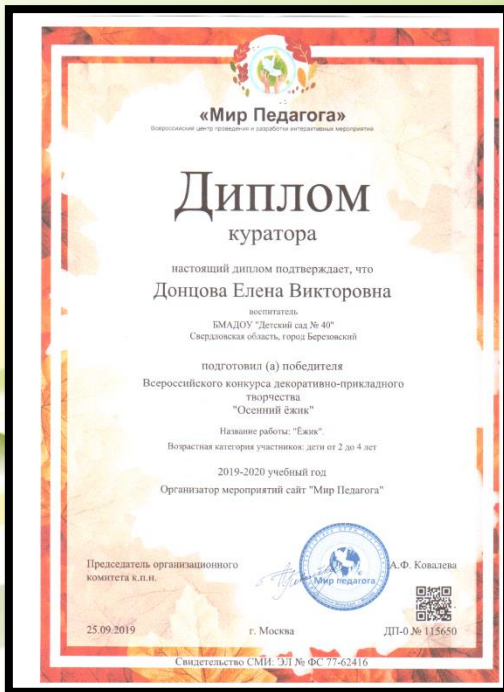 «Мир Педагога»
Всероссийский центр проведения и разработки интерактивных мероприятий
Диплом
куратора
настоящий диплом подтверждает, что
Донцова Елена Викторовна
воспитатель
БМАДОУ "Детский сад № 40"
Свердловская область, город Березовский
подготовил (а) победителя
Всероссийского конкурса декоративно-прикладного
творчества
"Осенний ёжик"
Название работы: "Ёжик".
Возрастная категория участников: дети от 2 до 4 лет
2019-2020 учебный год
Организатор мероприятий сайт "Мир Педагога"
Председатель организационного
комитета к.п.н.
А.Ф. Ковалева
Мир педагога
25.09.2019
г. Москва
ДП-0 № 115650
Свидетельство СМИ: ЭЛ № ФС 77-62416